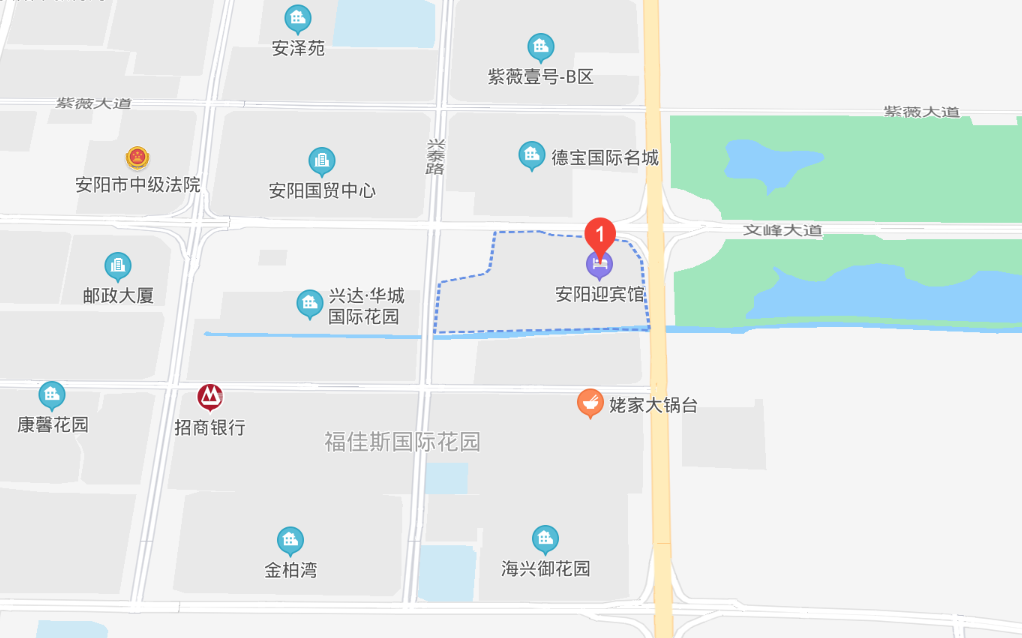 安泽苑
紫薇壹号-B区
紫薇大道
紫薇大道
兴泰路
德宝国际名城
安阳市中级法院
安阳国贸中心
文峰大道
1
邮政大厦
兴达·华城
国际花园
安阳迎宾馆
康馨花园
招商银行
姥家大锅台
福佳斯国际花园
金柏湾
海兴御花园